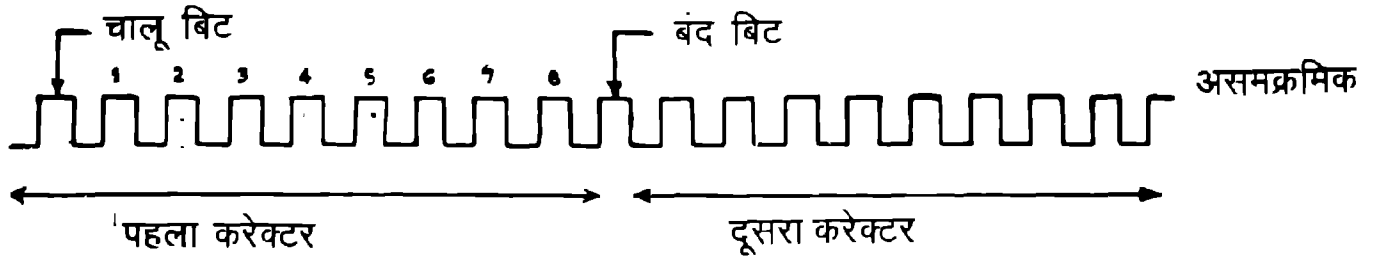 चालू बिट
बंद बिट
1 2 3 4 5 6 7 8
असमक्रमिक
पहला करेक्टर
दूसरा करेक्टर